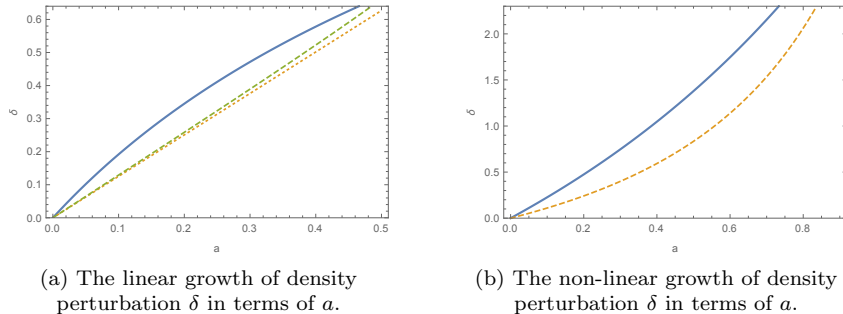 0.6
0.5
0.4
0.3
0.2
0.1
0.0
δ
0.0 0.1 0.2 0.3 0.4 0.5
a
(a) The linear growth of density
perturbation δ in terms of a.
2.0
1.5
1.0
0.5
0.0
δ
0.0 0.2 0.4 0.6 0.8
a
(b) The non-linear growth of density
perturbation δ in terms of a.